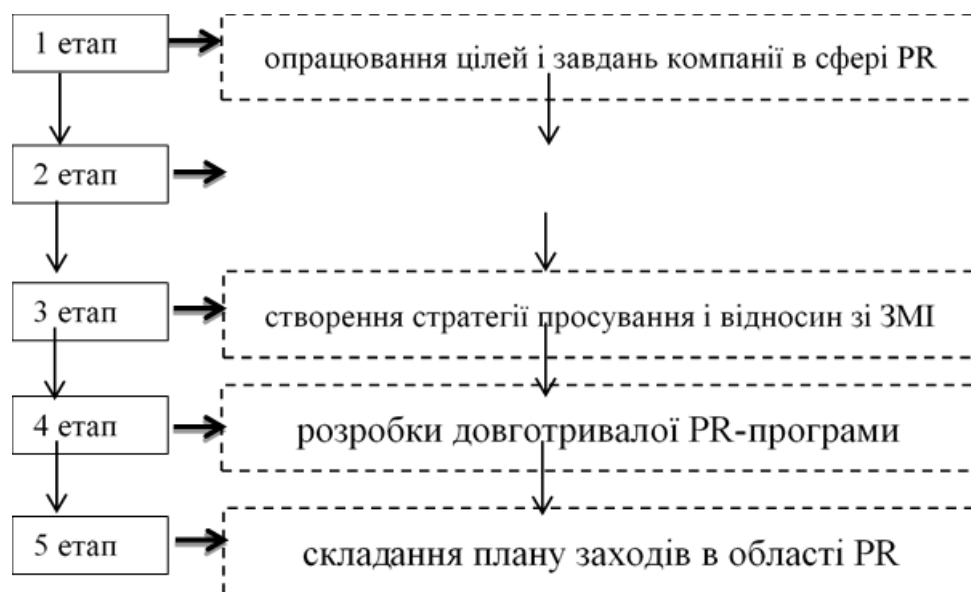 1 етап
опрацювання цілей і завдань компанії в сфері PR
2 етап
3 етап
створення стратегії просування і відносин зі ЗМІ
4 етап
розробки довготривалої PR-програми
5 етап
складання плану заходів в області PR